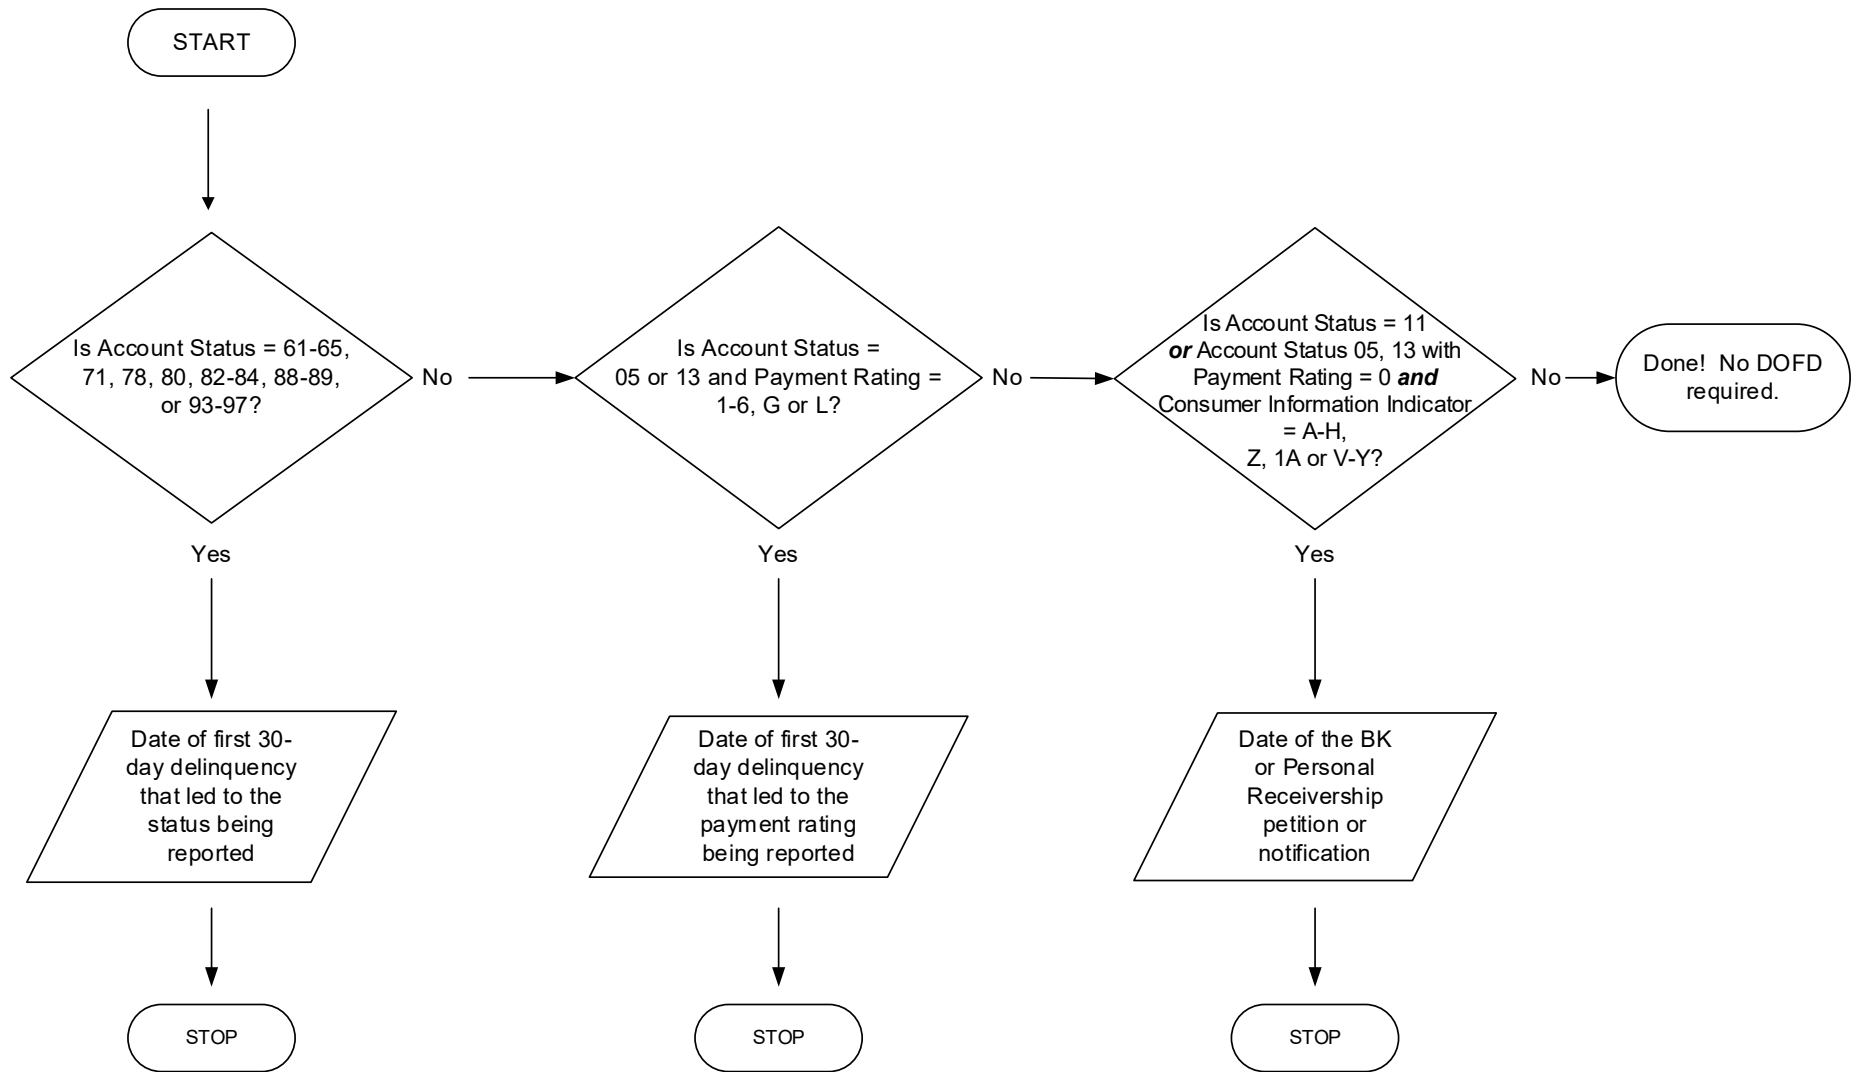 START
Is Account Status = 61-65,
71, 78, 80, 82-84, 88-89,
or 93-97?
No
Is Account Status =
05 or 13 and Payment Rating =
1-6, G or L?
No
Is Account Status = 11
or Account Status 05, 13 with
Payment Rating = 0 and
Consumer Information Indicator
= A-H,
Z, 1A or V-Y?
No
Done! No DOFD
required.
Yes
Yes
Yes
Date of first 30-
day delinquency
that led to the
status being
reported
Date of first 30-
day delinquency
that led to the
payment rating
being reported
Date of the BK
or Personal
Receivership
petition or
notification
STOP
STOP
STOP